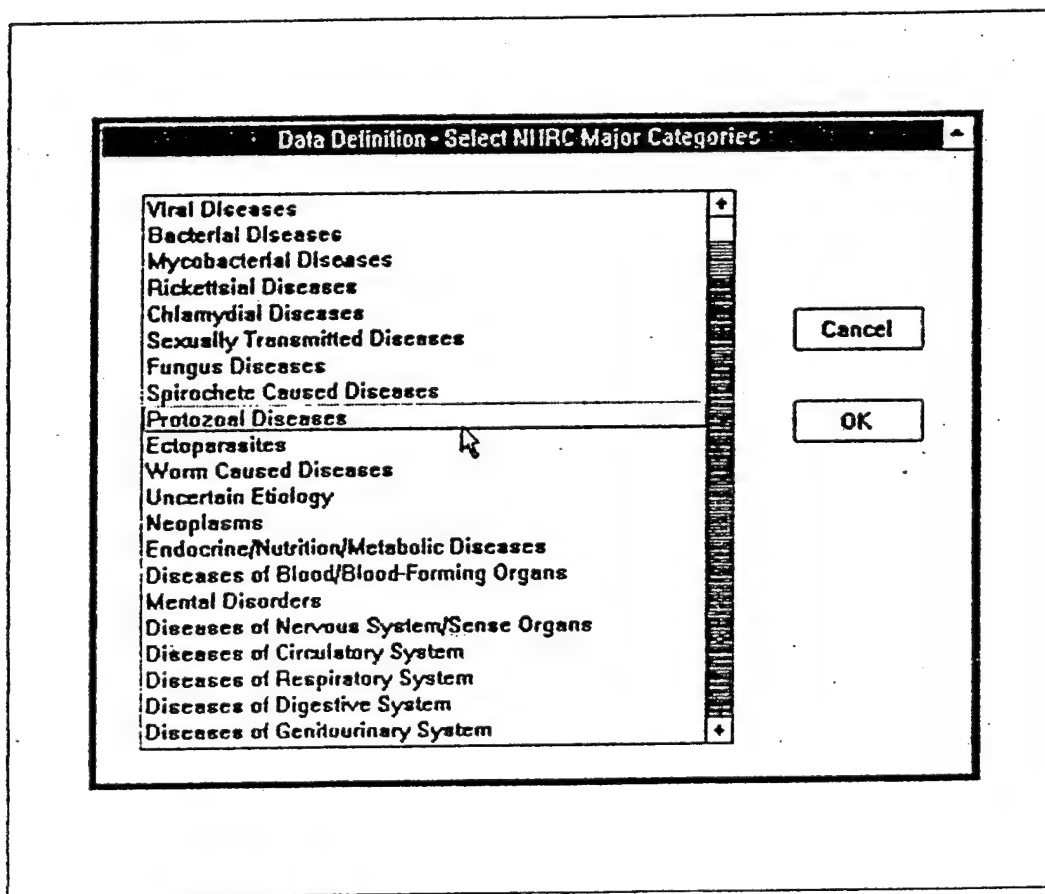 Data Definition - Select NHRC Major Categories
Viral Diseases
Bacterial Diseases
Mycobacterial Diseases
Rickettsial Diseases
Chlamydial Diseases
Sexually Transmitted Diseases
Fungus Diseases
Spirochete Caused Diseases
Protozoal Diseases
Ectoparasites
Worm Caused Diseases
Uncertain Etiology
Neoplasms
Endocrine/Nutrition/Metabolic Diseases
Diseases of Blood/Blood-Forming Organs
Mental Disorders
Diseases of Nervous System/Sense Organs
Diseases of Circulatory System
Diseases of Respiratory System
Diseases of Digestive System
Diseases of Genitourinary System
Cancel
OK